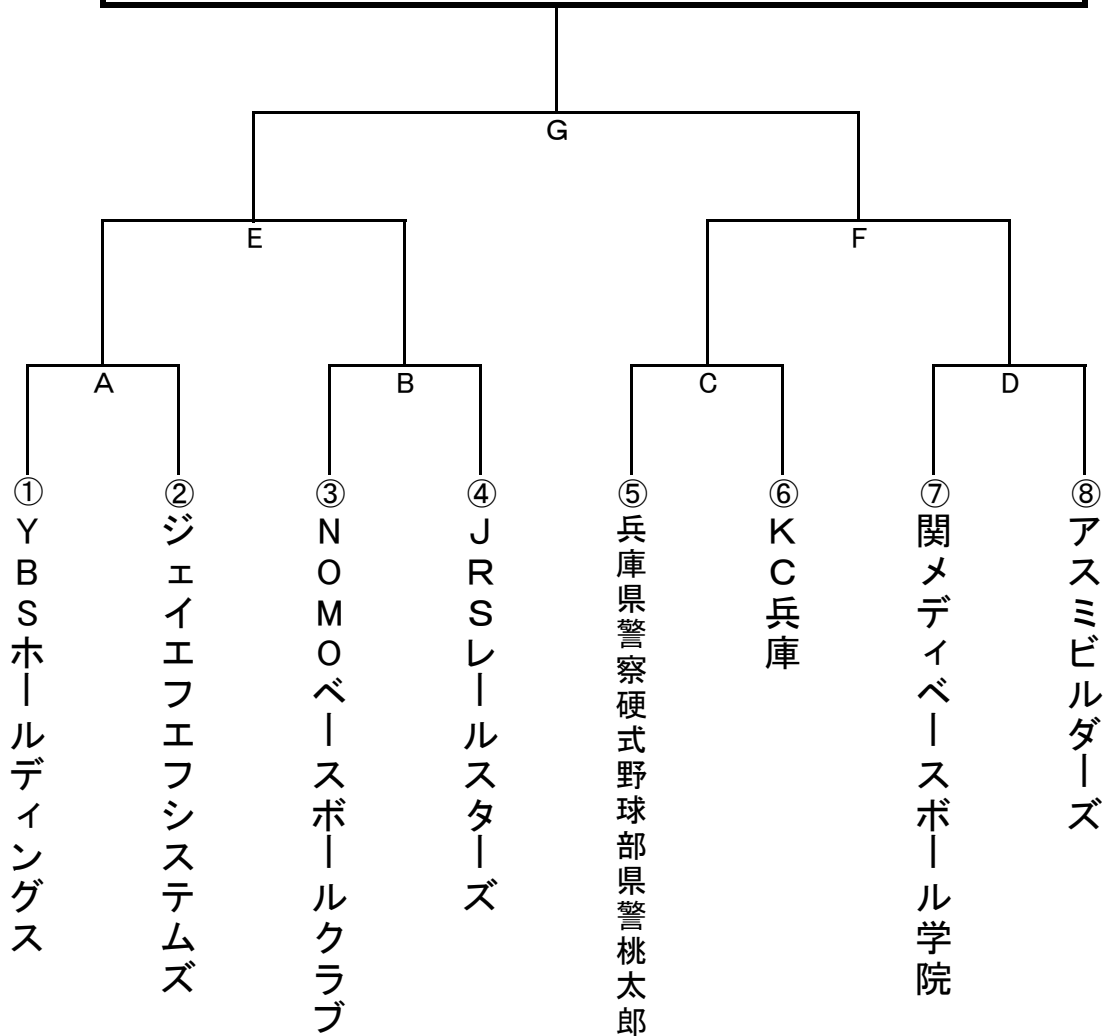 G
E
F
A
B
C
D
①YBSホールディングス
②ジェイエフエフシステムズ
③NOMOベースボールクラブ
④JRSレールスターズ
⑤兵庫県警察硬式野球部県警桃太郎
⑥KC兵庫
⑦関メディベースボール学院
⑧アスミビルダーズ